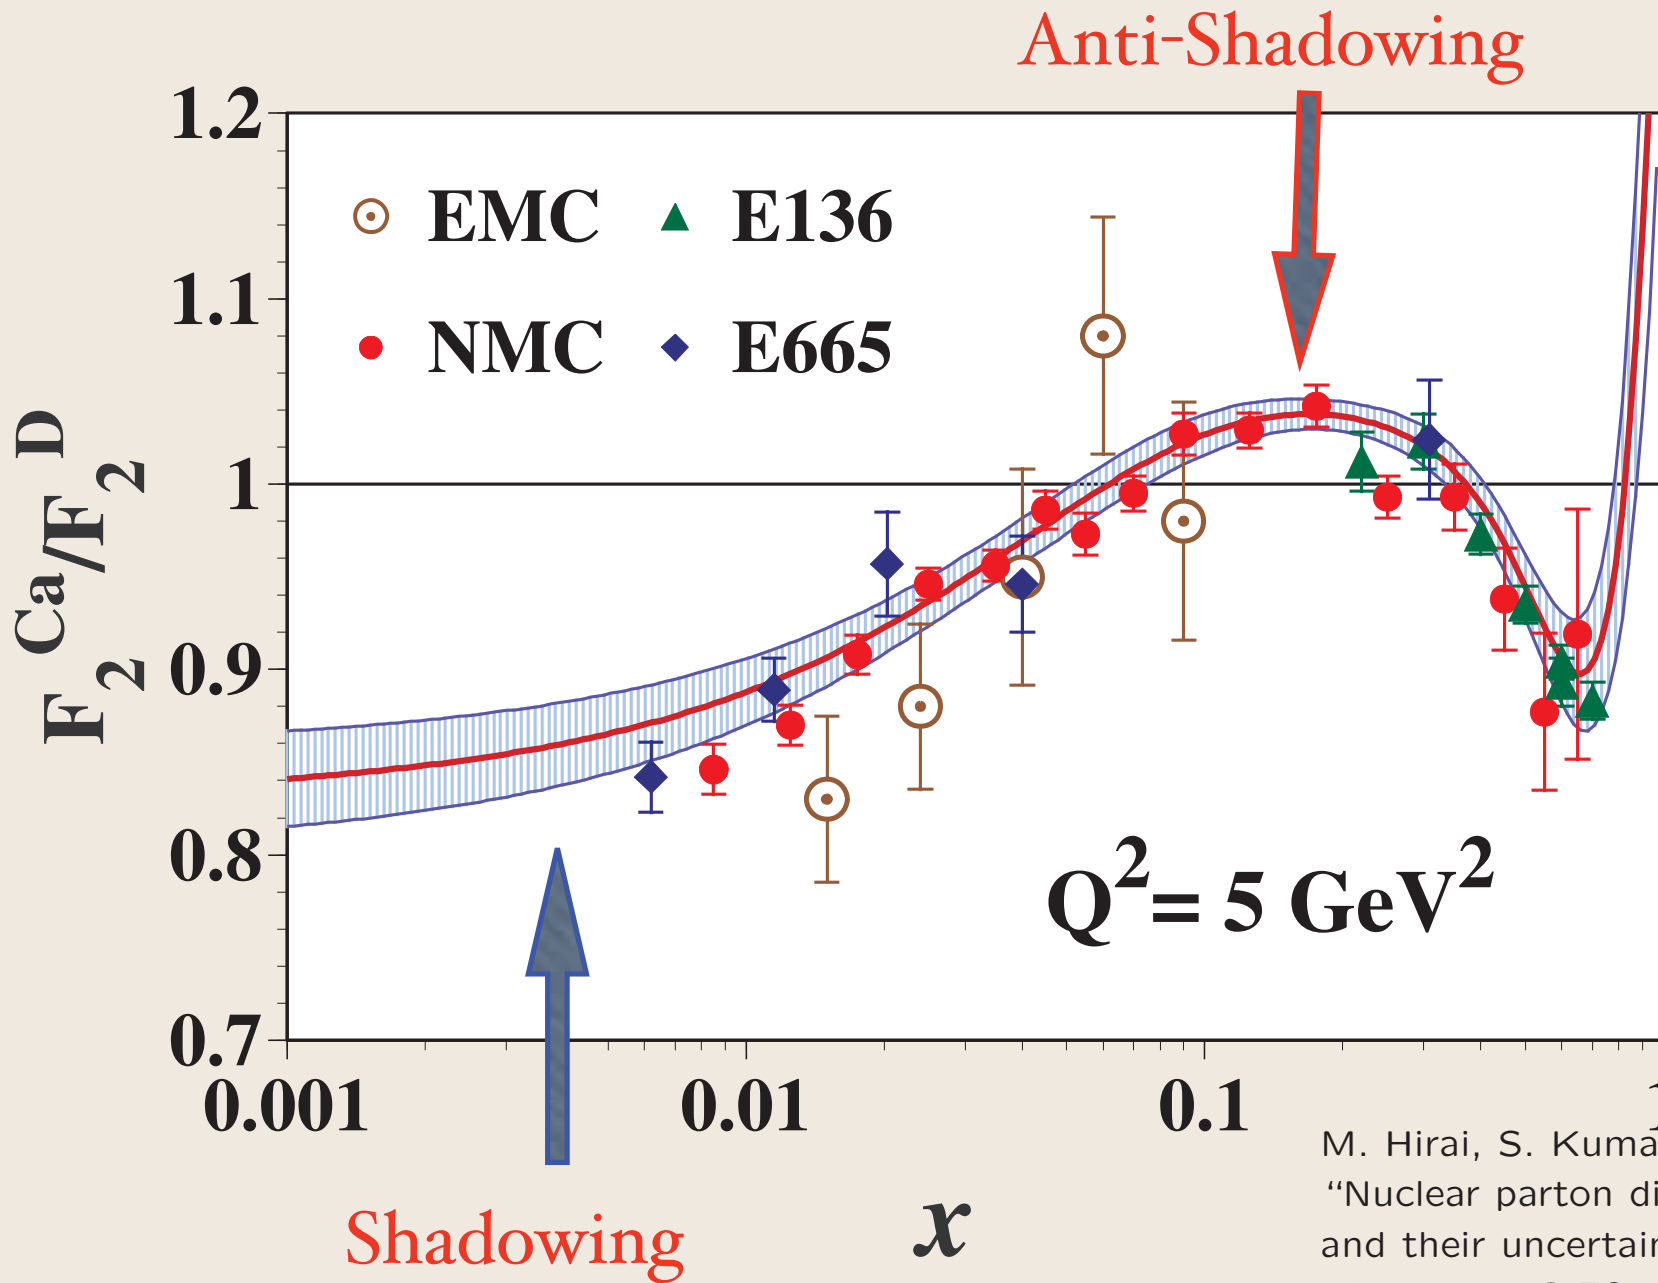 Anti-Shadowing
1.2
EMC E136
1.1
NMC E665
1
0.9
0.8
0.7
F2Ca/F2D
Q2= 5 GeV2
0.001 0.01 0.1
x
Shadowing
M. Hirai, S. Kuma
“Nuclear parton di
and their uncertain